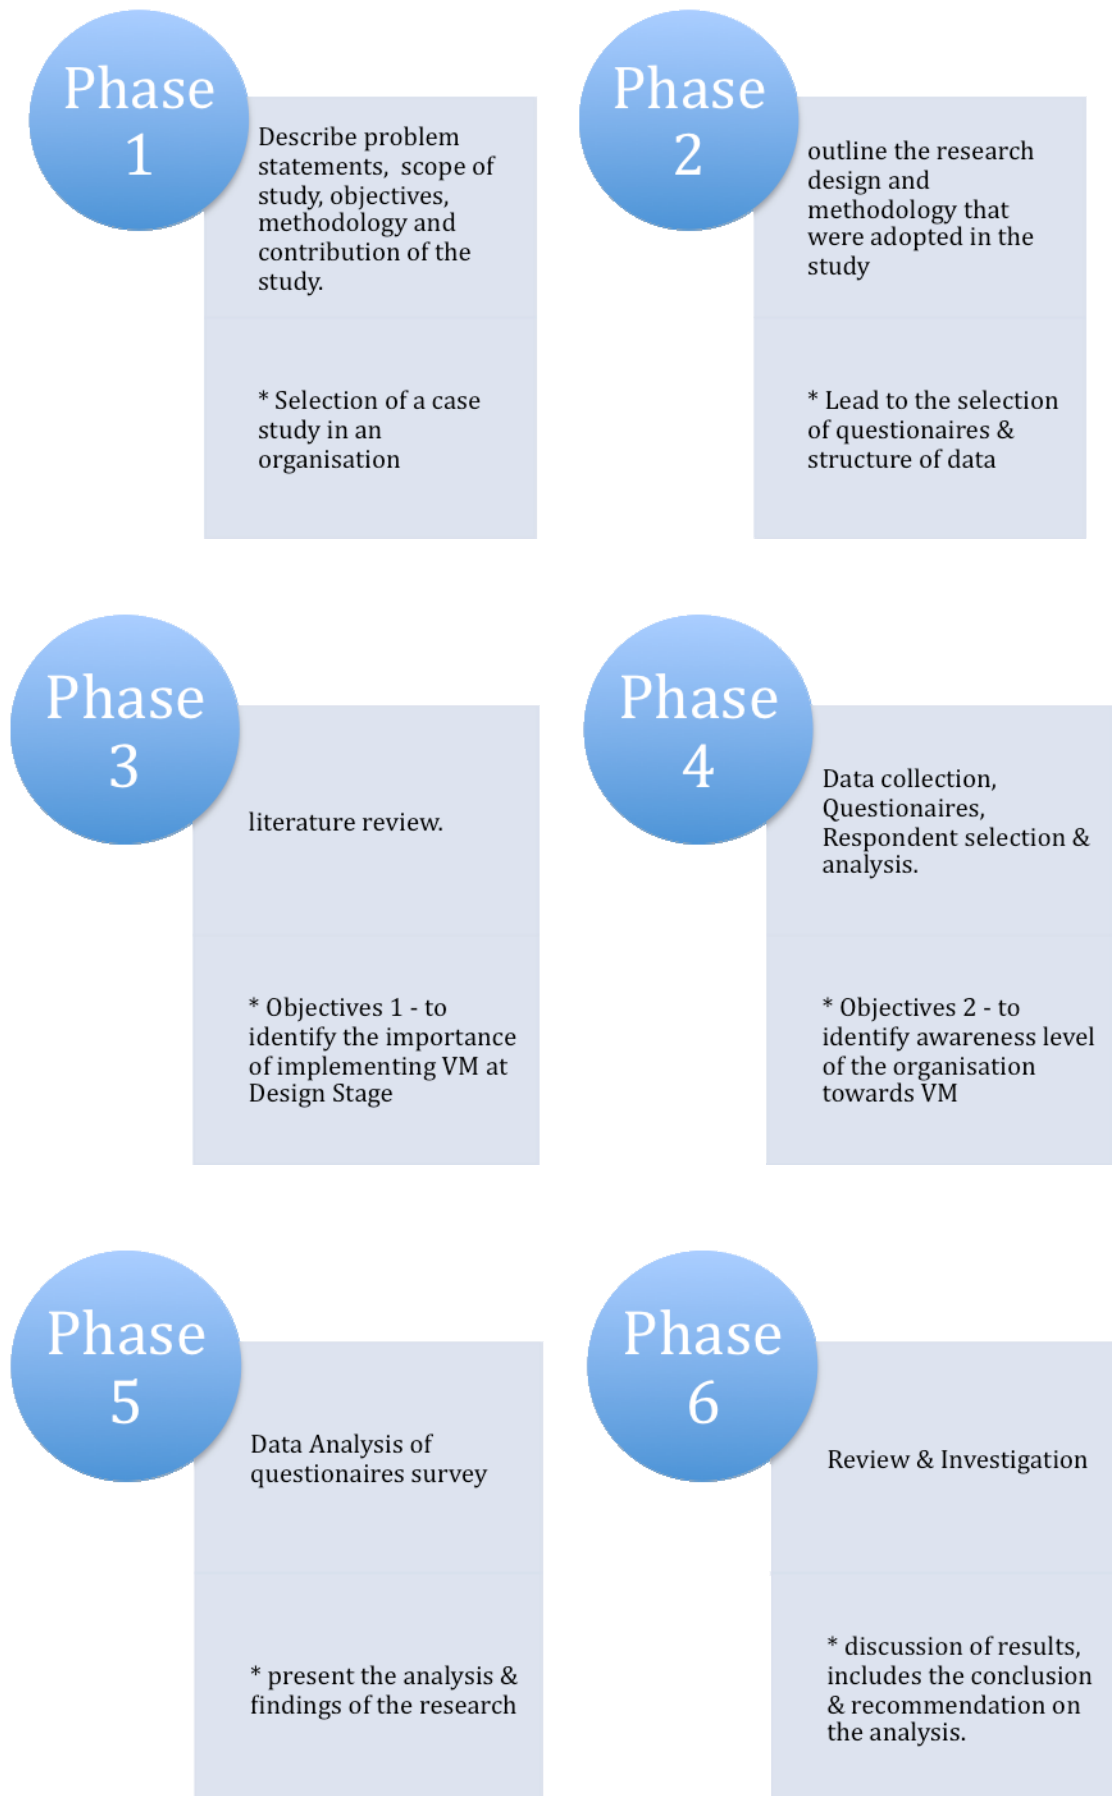 Phase
1
Describe problem
statements,  scope of
study, objectives,
methodology and
contribution of the
study.
* Selection of a case
study in an
organisation
Phase
2
outline the research
design and
methodology that
were adopted in the
study
* Lead to the selection
of questionaires &
structure of data
Phase
3
literature review.
* Objectives 1 - to
identify the importance
of implementing VM at
Design Stage
Phase
4
Data collection,
Questionaires,
Respondent selection &
analysis.
* Objectives 2 - to
identify awareness level
of the organisation
towards VM
Phase
5
Data Analysis of
questionaires survey
* present the analysis &
findings of the research
Phase
6
Review & Investigation
* discussion of results,
includes the conclusion
& recommendation on
the analysis.